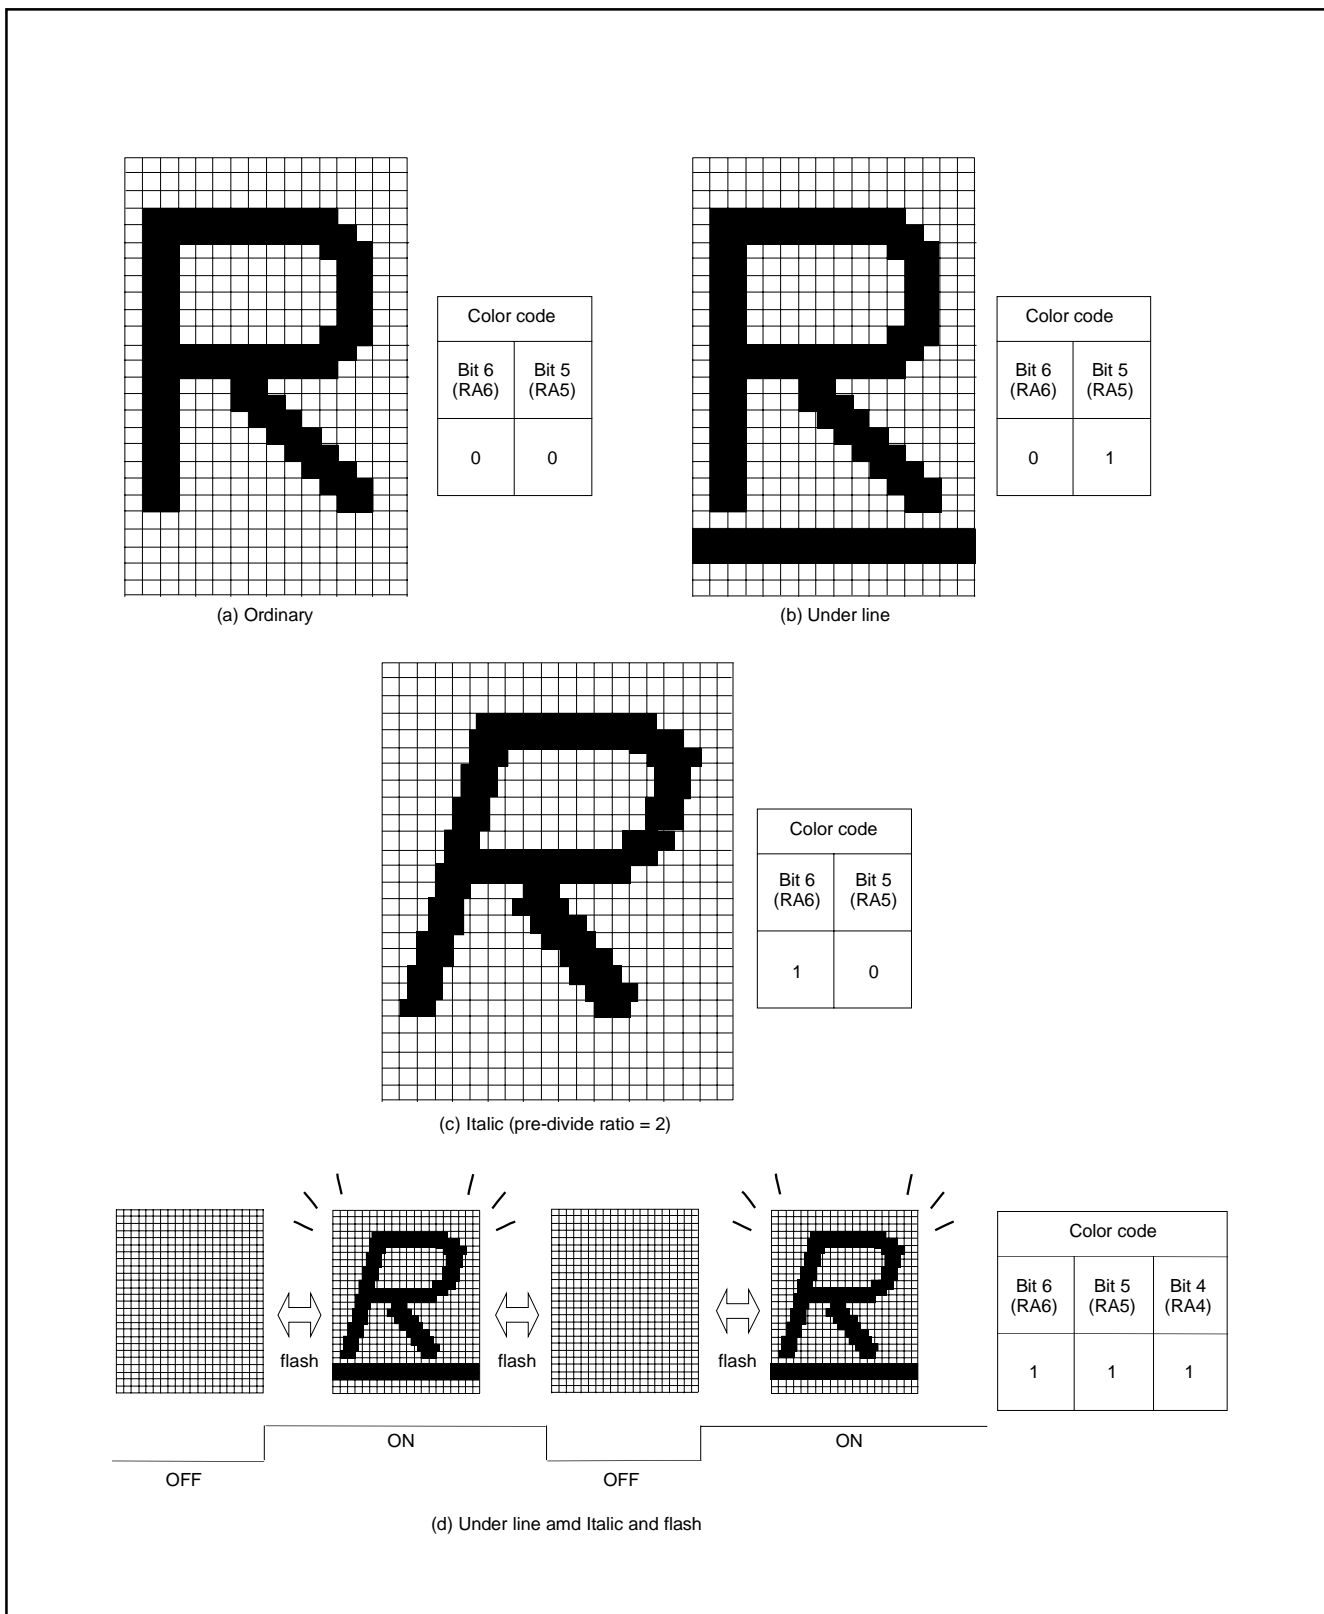 Color code
Bit 6 Bit 5
(RA6) (RA5)
0 0
(a) Ordinary
Color code
Bit 6 Bit 5
(RA6) (RA5)
0 1
(b) Under line
Color code
Bit 6 Bit 5
(RA6) (RA5)
1 0
(c) Italic (pre-divide ratio = 2)
flash flash flash
Color code
Bit 6 Bit 5 Bit 4
(RA6) (RA5) (RA4)
1 1 1
ON ON
OFF OFF
(d) Under line amd Italic and flash